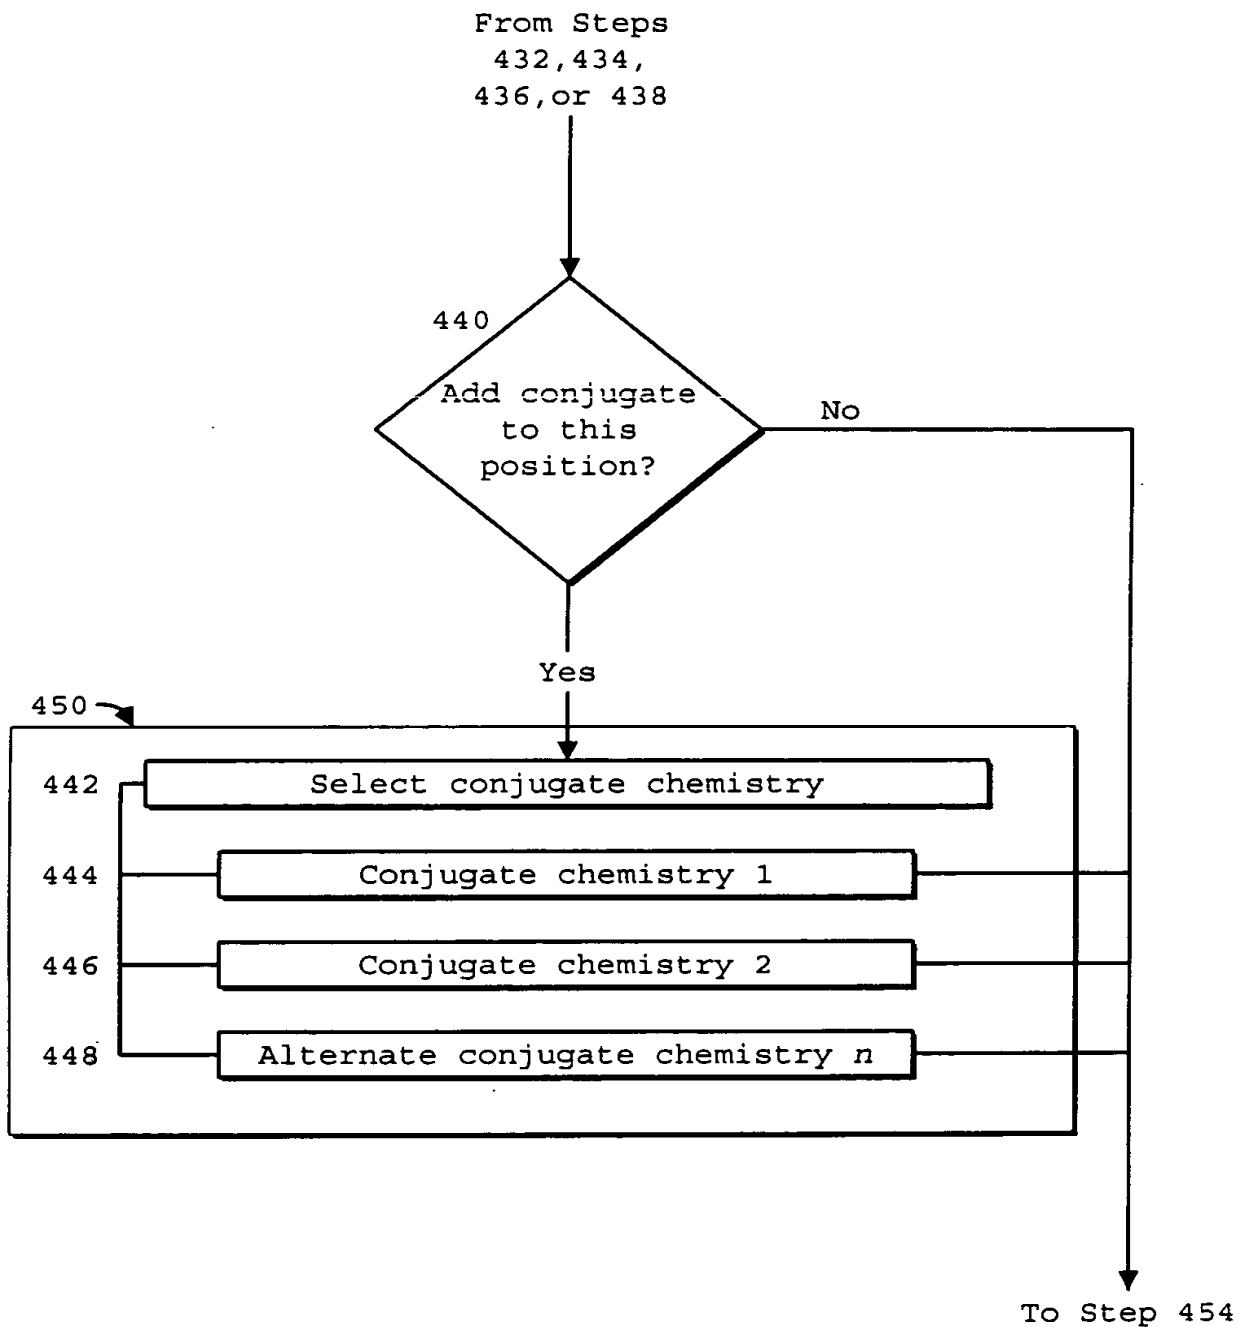 From Steps
432,434,
436,or 438
440
Add conjugate
to this
position?
No
Yes
450
442 Select conjugate chemistry
444 Conjugate chemistry 1
446 Conjugate chemistry 2
448 Alternate conjugate chemistry n
To Step 454